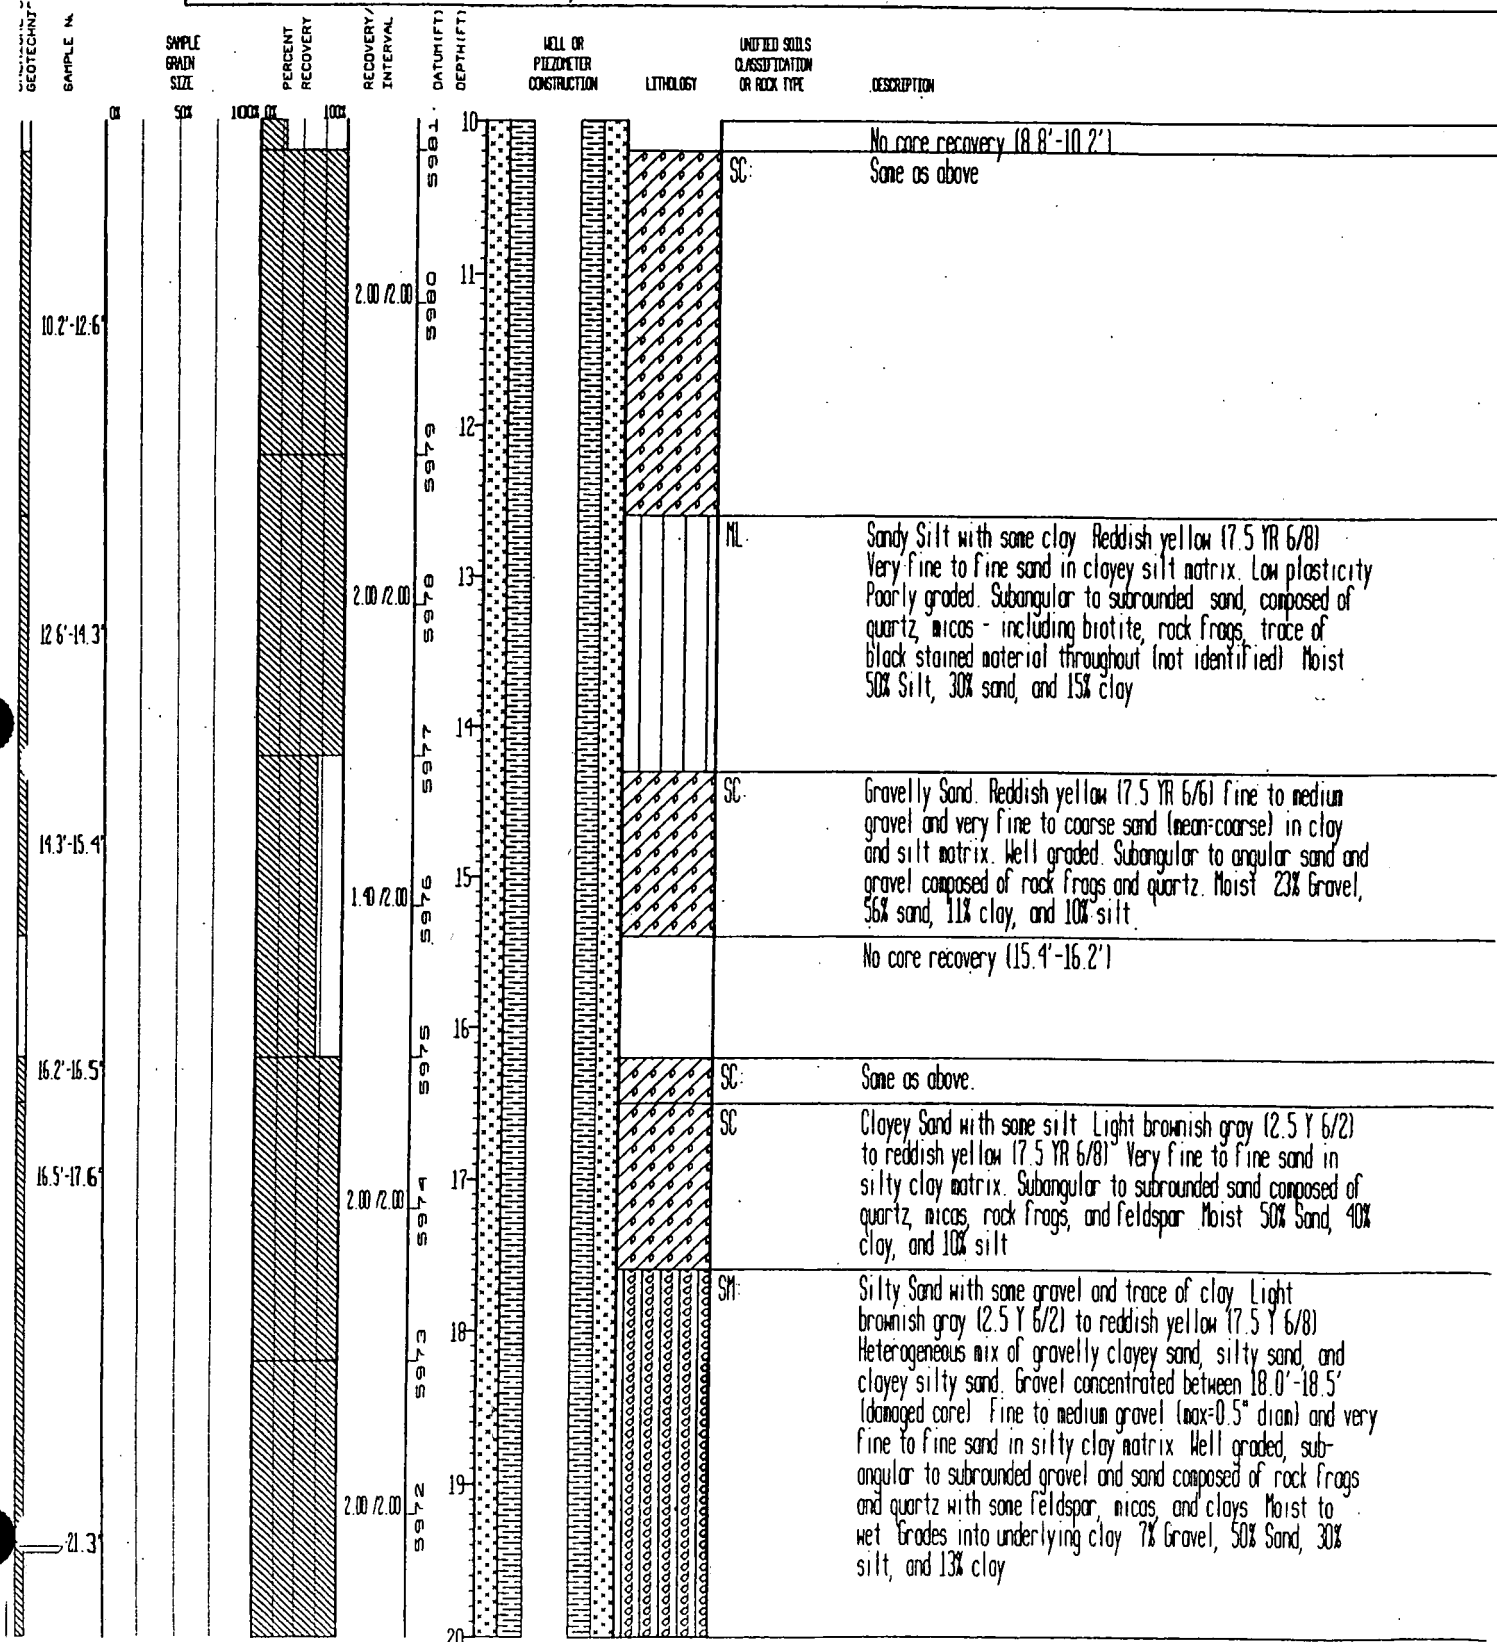 GEOTECHNI
SAMPLE
SAMPLE GRAIN SIZE
PERCENT RECOVERY
RECOVERY/ INTERVAL
DATUM(FT)
DEPTH(FT)
WELL OR PIEZOMETER CONSTRUCTION
LITHOLOGY
UNIFIED SOILS CLASSIFICATION OR ROCK TYPE
DESCRIPTION
0% 50% 100% 0% 100%
5981
10
No core recovery (8.8'-10.2')
SC: Same as above
11
5980
2.00 /2.00
10.2'-12.6'
12
5979
ML Sandy Silt with some clay Reddish yellow (7.5 YR 6/8)
Very fine to fine sand in clayey silt matrix. Low plasticity
Poorly graded. Subangular to subrounded sand, composed of
quartz, micas - including biotite, rock frags, trace of
black stained material throughout (not identified) Moist
50% Silt, 30% sand, and 15% clay
13
5978
2.00 /2.00
12.6'-14.3'
14
5977
SC: Gravelly Sand. Reddish yellow (7.5 YR 6/6) Fine to medium
gravel and very fine to coarse sand (mean=coarse) in clay
and silt matrix. Well graded. Subangular to angular sand and
gravel composed of rock frags and quartz. Moist 23% Gravel,
56% sand, 11% clay, and 10% silt
14.3'-15.4'
15
5976
1.40 /2.00
No core recovery (15.4'-16.2')
16
5975
16.2'-16.5'
SC: Same as above.
SC Clayey Sand with some silt Light brownish gray (2.5 Y 6/2)
to reddish yellow (7.5 YR 6/8) Very fine to fine sand in
silty clay matrix. Subangular to subrounded sand composed of
quartz, micas, rock frags, and feldspar Moist 50% Sand, 40%
clay, and 10% silt
16.5'-17.6'
17
5974
2.00 /2.00
SM: Silty Sand with some gravel and trace of clay Light
brownish gray (2.5 Y 6/2) to reddish yellow (7.5 Y 6/8)
Heterogeneous mix of gravelly clayey sand, silty sand, and
clayey silty sand. Gravel concentrated between 18.0'-18.5'
(damaged core) Fine to medium gravel (max=0.5" diam) and very
fine to fine sand in silty clay matrix Well graded, sub-
angular to subrounded gravel and sand composed of rock frags
and quartz with some feldspar, micas, and clays Moist to
wet Grades into underlying clay 7% Gravel, 50% Sand, 30%
silt, and 13% clay
18
5973
19
5972
2.00 /2.00
-21.3'
20